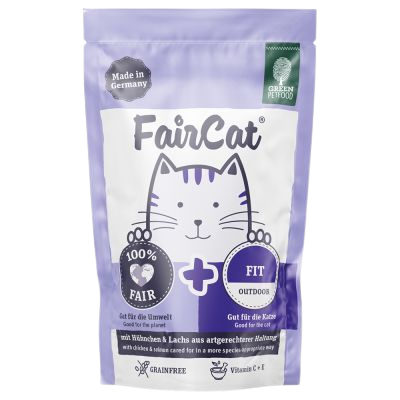 Made in
Germany
GREEN
PETFOOD
FairCat®
100%
FAIR
FIT
OUTDOOR
Gut für die Umwelt
Good for the planet
Gut für die Katze
Good for the cat
mit Hühnchen & Lachs aus artgerechterer Haltung
with chicken & salmon cared for in a more species-appropriate way
GRAINFREE
Vitamin C + E